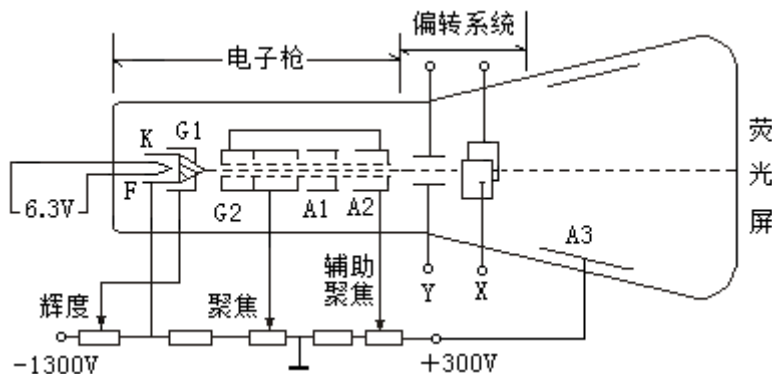 偏转系统
电子枪
K
G1
F
6.3V
G2
A1
A2
荧光屏
A3
Y
X
辉度
聚焦
辅助
聚焦
-1300V
+300V